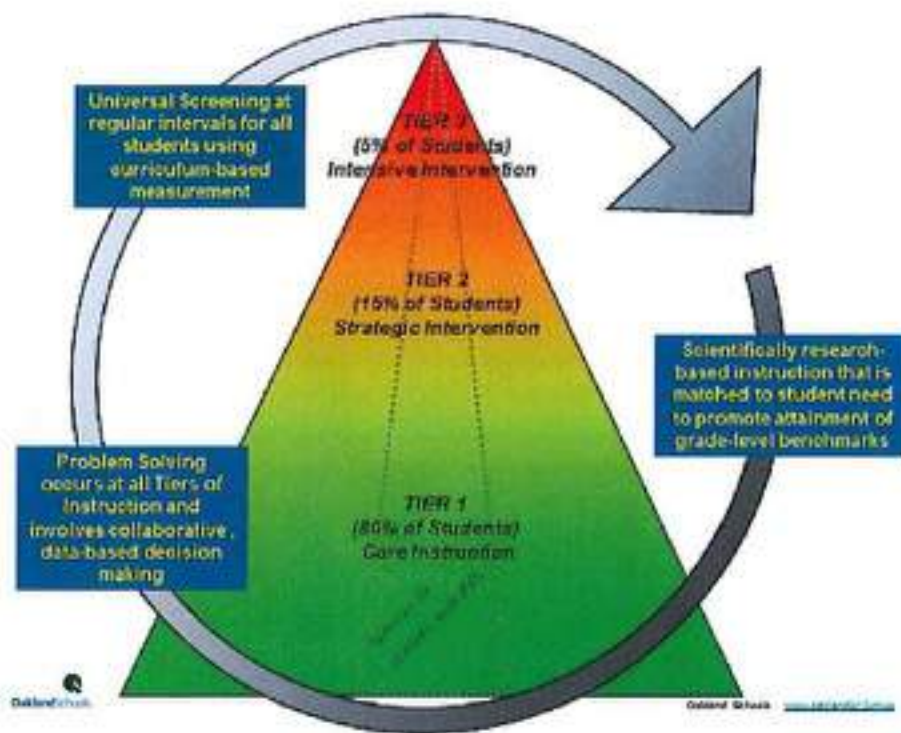 Universal Screening at
regular intervals for all
students using
curriculum-based
measurement
TIER 3
(5% of Students)
Intensive Intervention
TIER 2
(15% of Students)
Strategic Intervention
Scientifically research-
based instruction that is
matched to student need
to promote attainment of
grade-level benchmarks
Problem Solving
occurs at all Tiers of
Instruction and
involves collaborative,
data-based decision
making
TIER 1
(80% of Students)
Core Instruction
OaklandSchools
Oakland Schools